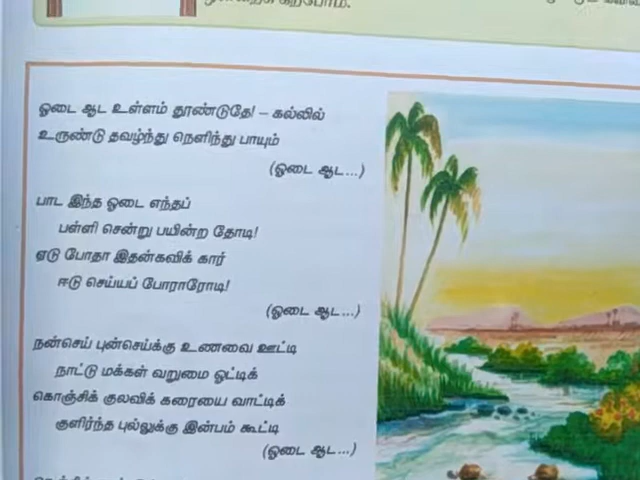 ஓடை ஆட உள்ளம் தூண்டுதே! – கல்லில்
உருண்டு தவழ்ந்து நெளிந்து பாயும்
(ஓடை ஆட...)
பாட இந்த ஓடை எந்தப்
பள்ளி சென்று பயின்ற தோடி!
ஏடு போதா இதன்கவிக் கார்
ஈடு செய்யப் போராரோடி!
(ஓடை ஆட...)
நன்செய் புன்செய்க்கு உணவை ஊட்டி
நாட்டு மக்கள் வறுமை ஓட்டிக்
கொஞ்சிக் குலவிக் கரையை வாட்டிக்
குளிர்ந்த புல்லுக்கு இன்பம் கூட்டி
(ஓடை ஆட...)